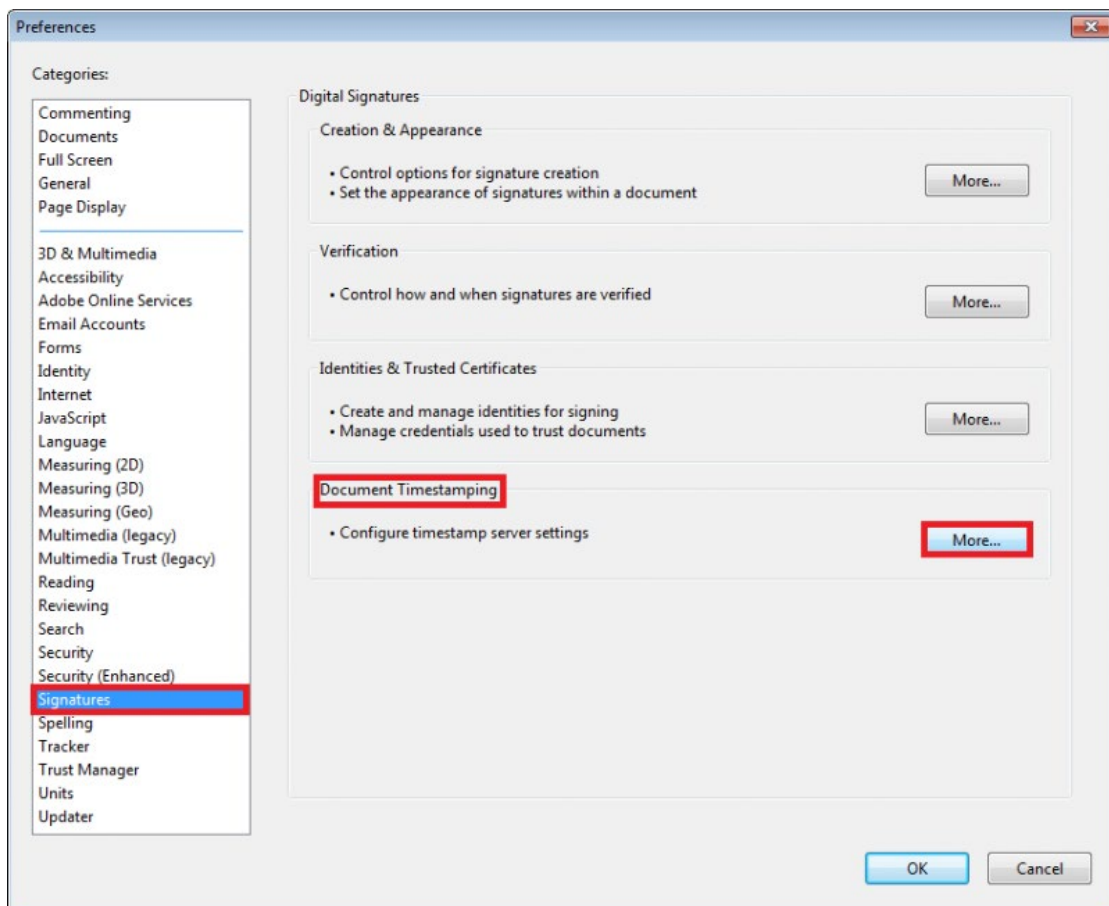 Preferences
Categories:
Commenting
Documents
Full Screen
General
Page Display
3D & Multimedia
Accessibility
Adobe Online Services
Email Accounts
Forms
Identity
Internet
JavaScript
Language
Measuring (2D)
Measuring (3D)
Measuring (Geo)
Multimedia (legacy)
Multimedia Trust (legacy)
Reading
Reviewing
Search
Security
Security (Enhanced)
Signatures
Spelling
Tracker
Trust Manager
Units
Updater
Digital Signatures
Creation & Appearance
• Control options for signature creation
• Set the appearance of signatures within a document
More...
Verification
• Control how and when signatures are verified
More...
Identities & Trusted Certificates
• Create and manage identities for signing
• Manage credentials used to trust documents
More...
Document Timestamping
• Configure timestamp server settings
More...
OK
Cancel